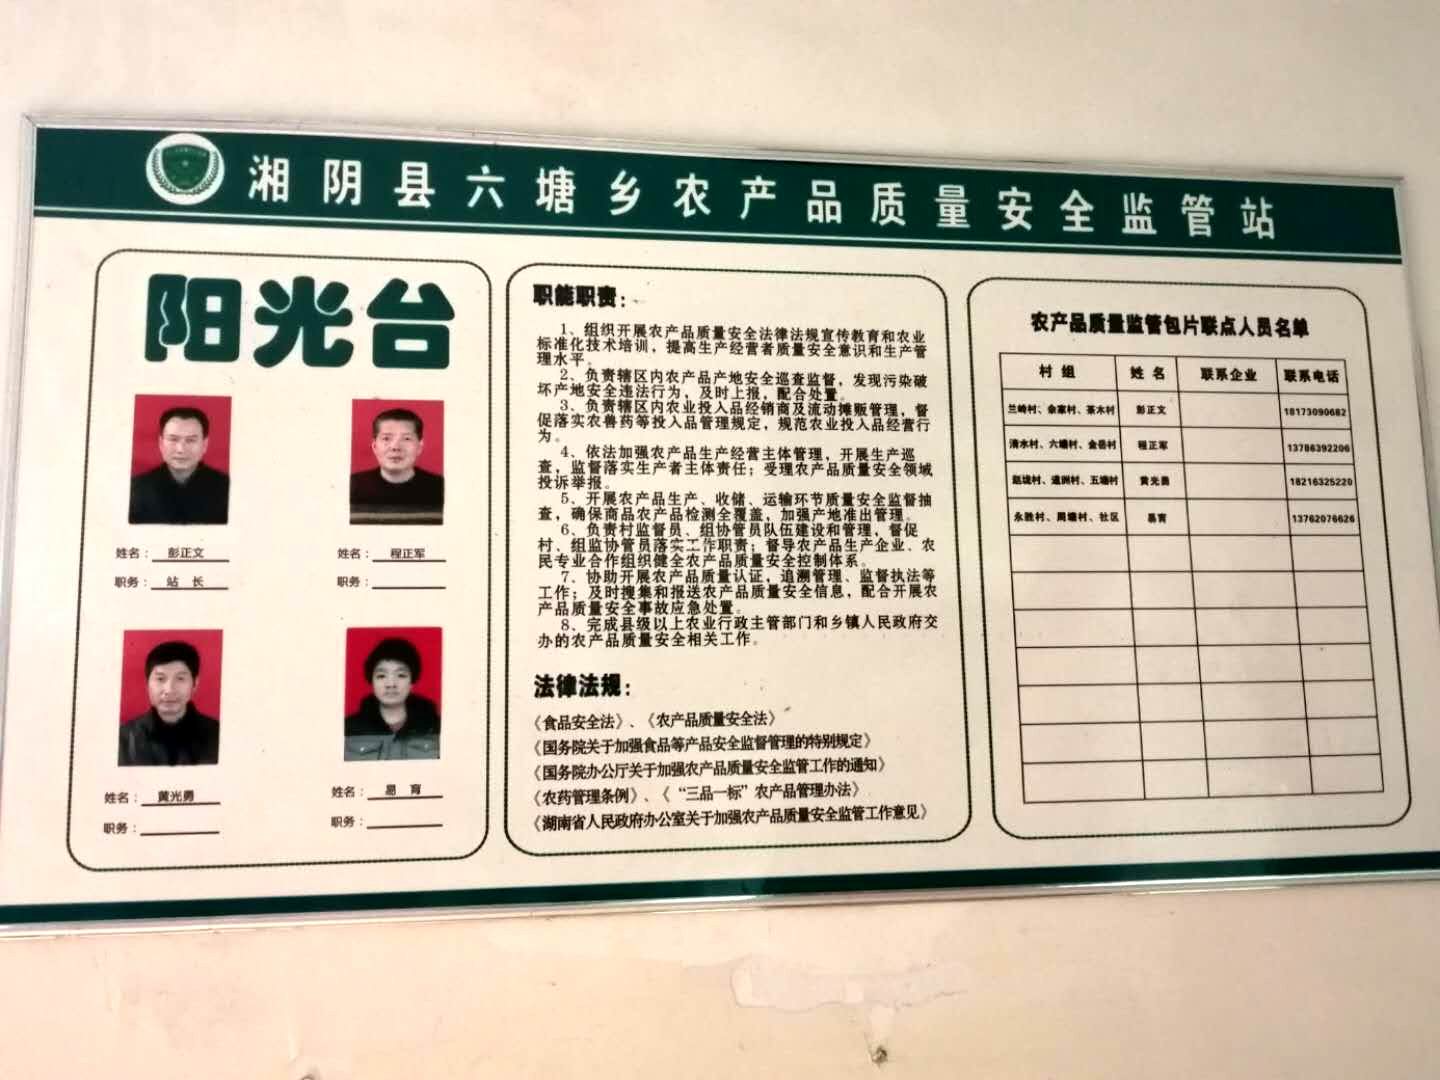 湘阴县六塘乡农产品质量安全监管站
阳光台
姓名：彭正文
职务：站 长
姓名：程正军
职务：
姓名：黄光勇
职务：
姓名：易 育
职务：
职能职责：
1、组织开展农产品质量安全法律法规宣传教育和农业
标准化技术培训，提高生产经营者质量安全意识和生产管
理水平。
2、负责辖区内农产品产地安全巡查监督，发现污染破
坏产地安全违法行为，及时上报，配合处置。
3、负责辖区内农业投入品经销商及流动摊贩管理，督
促落实农兽药等投入品管理规定，规范农业投入品经营行
为。
4、依法加强农产品生产经营主体管理，开展生产巡
查，监督落实生产者主体责任；受理农产品质量安全领域
投诉举报。
5、开展农产品生产、收储、运输环节质量安全监督抽
查，确保商品农产品检测全覆盖，加强产地准出管理。
6、负责村监督员、组协管员队伍建设和管理，督促
村、组监协管员落实工作职责；督导农产品生产企业、农
民专业合作组织健全农产品质量安全控制体系。
7、协助开展农产品质量认证，追溯管理、监督执法等
工作；及时搜集和报送农产品质量安全信息，配合开展农
产品质量安全事故应急处置。
8、完成县级以上农业行政主管部门和乡镇人民政府交
办的农产品质量安全相关工作。
法律法规：
《食品安全法》、《农产品质量安全法》
《国务院关于加强食品等产品安全监督管理的特别规定》
《国务院办公厅关于加强农产品质量安全监管工作的通知》
《农药管理条例》、《“三品一标”农产品管理办法》
《湖南省人民政府办公室关于加强农产品质量安全监管工作意见》
农产品质量监管包片联点人员名单
村 组 姓 名 联系企业 联系电话
兰岭村、余家村、茶木村 彭正文 18173090682
清水村、六塘村、金岳村 程正军 13786392206
赵垅村、道洲村、五塘村 黄光勇 18216325220
永胜村、周塘村、社区 易育 13762076626